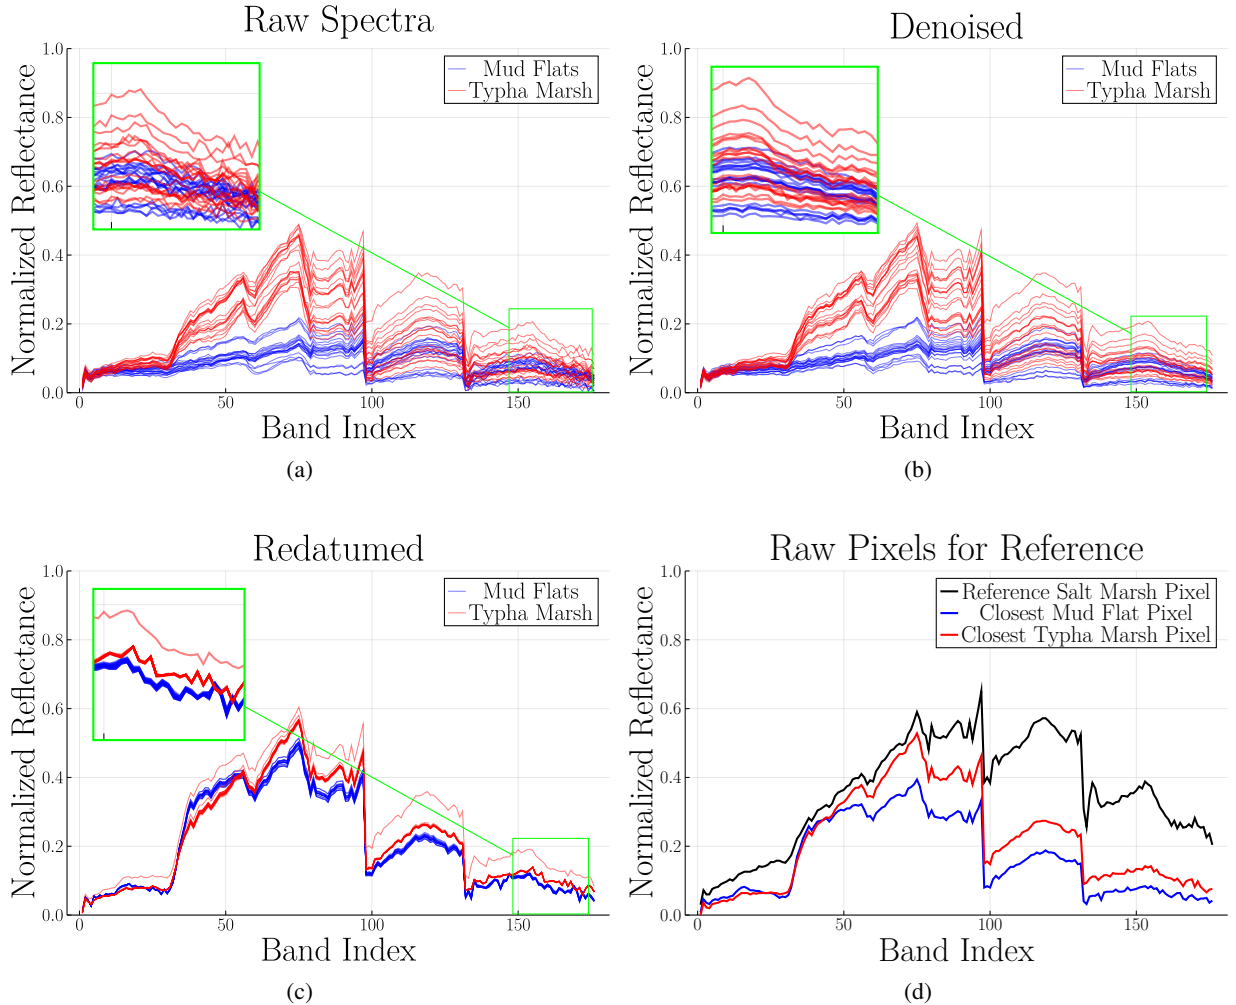 Raw Spectra
Normalized Reflectance
1.0
0.8
0.6
0.4
0.2
0.0
Mud Flats
Typha Marsh
0 50 100 150
Band Index
(a)
Denoised
Normalized Reflectance
1.0
0.8
0.6
0.4
0.2
0.0
Mud Flats
Typha Marsh
0 50 100 150
Band Index
(b)
Redatumed
Normalized Reflectance
1.0
0.8
0.6
0.4
0.2
0.0
Mud Flats
Typha Marsh
0 50 100 150
Band Index
(c)
Raw Pixels for Reference
Normalized Reflectance
1.0
0.8
0.6
0.4
0.2
0.0
Reference Salt Marsh Pixel
Closest Mud Flat Pixel
Closest Typha Marsh Pixel
0 50 100 150
Band Index
(d)